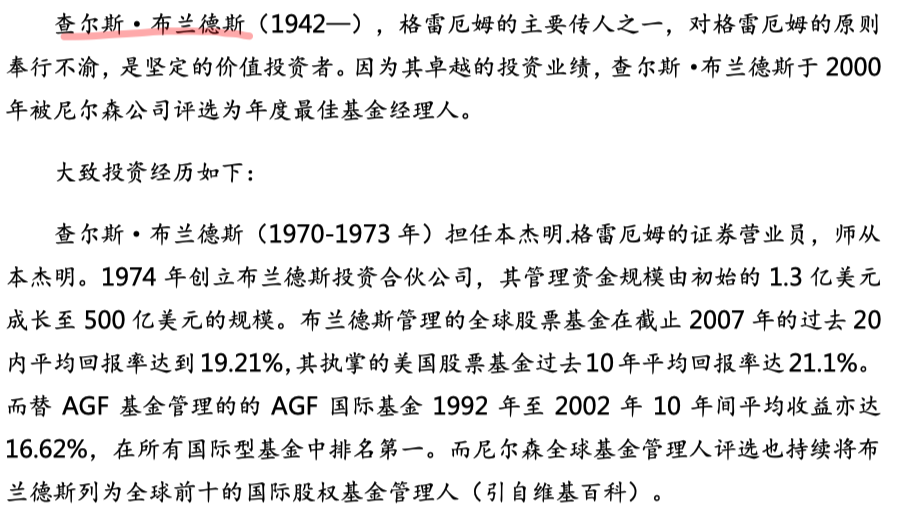 查尔斯·布兰德斯（1942—），格雷厄姆的主要传人之一，对格雷厄姆的原则
奉行不渝，是坚定的价值投资者。因为其卓越的投资业绩，查尔斯·布兰德斯于 2000
年被尼尔森公司评选为年度最佳基金经理人。
大致投资经历如下：
查尔斯·布兰德斯（1970-1973 年）担任本杰明.格雷厄姆的证券营业员，师从
本杰明。1974 年创立布兰德斯投资合伙公司，其管理资金规模由初始的 1.3 亿美元
成长至 500 亿美元的规模。布兰德斯管理的全球股票基金在截止 2007 年的过去 20
内平均回报率达到 19.21%，其执掌的美国股票基金过去 10 年平均回报率达 21.1%。
而替 AGF 基金管理的的 AGF 国际基金 1992 年至 2002 年 10 年间平均收益亦达
16.62%，在所有国际型基金中排名第一。而尼尔森全球基金管理人评选也持续将布
兰德斯列为全球前十的国际股权基金管理人（引自维基百科）。